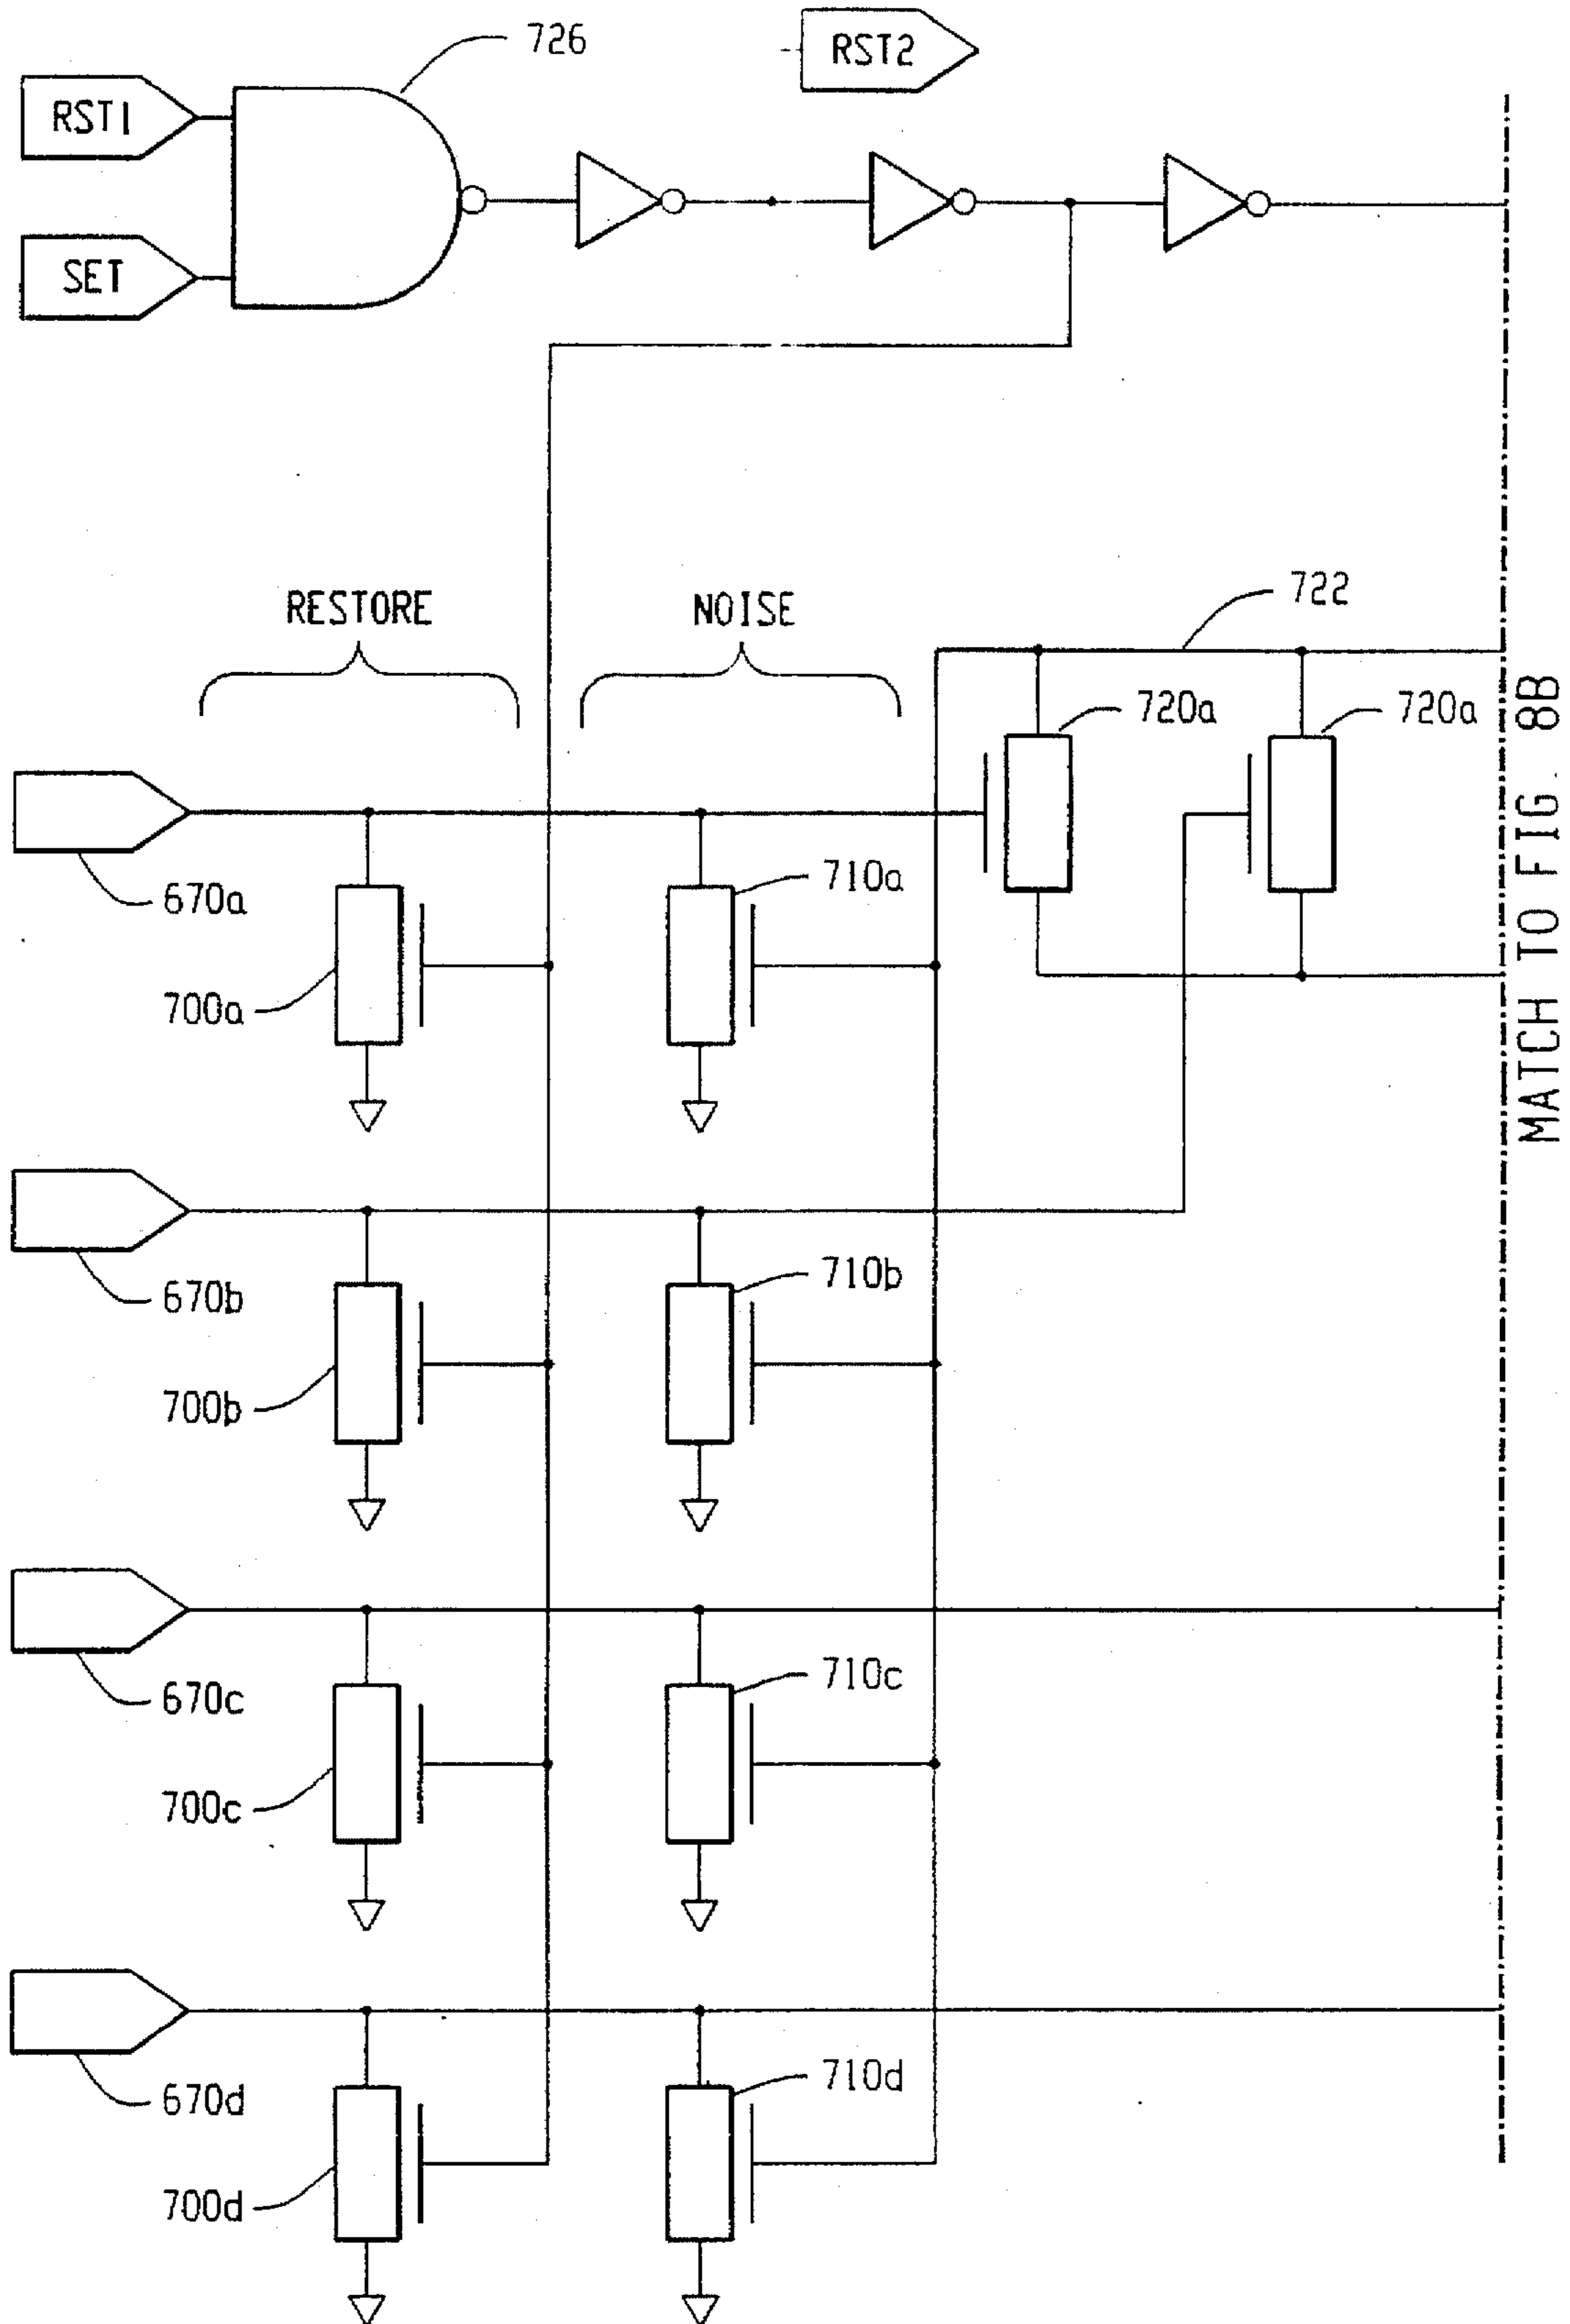 726
RST2
RST1
SET
722
RESTORE
NOISE
720a
720a
670a
710a
700a
MATCH TO FIG. 8B
670b
710b
700b
670c
710c
700c
670d
710d
700d